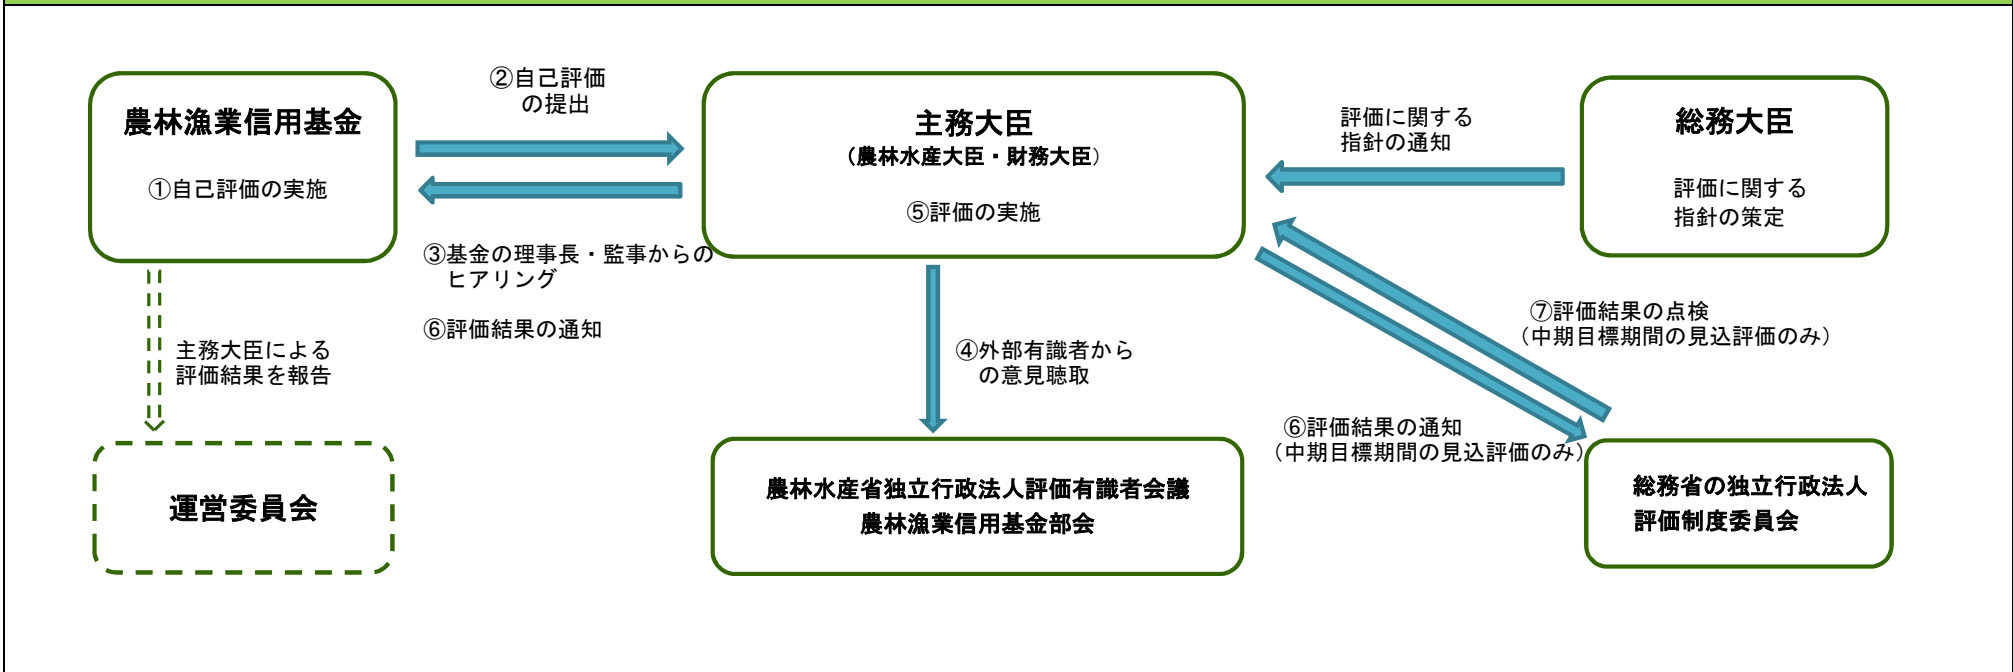 農林漁業信用基金
①自己評価の実施
②自己評価
の提出
主務大臣
（農林水産大臣・財務大臣）
⑤評価の実施
評価に関する
指針の通知
総務大臣
評価に関する
指針の策定
③基金の理事長・監事からの
ヒアリング
⑥評価結果の通知
主務大臣による
評価結果を報告
④外部有識者から
の意見聴取
⑦評価結果の点検
（中期目標期間の見込評価のみ）
⑥評価結果の通知
（中期目標期間の見込評価のみ）
運営委員会
農林水産省独立行政法人評価有識者会議
農林漁業信用基金部会
総務省の独立行政法人
評価制度委員会